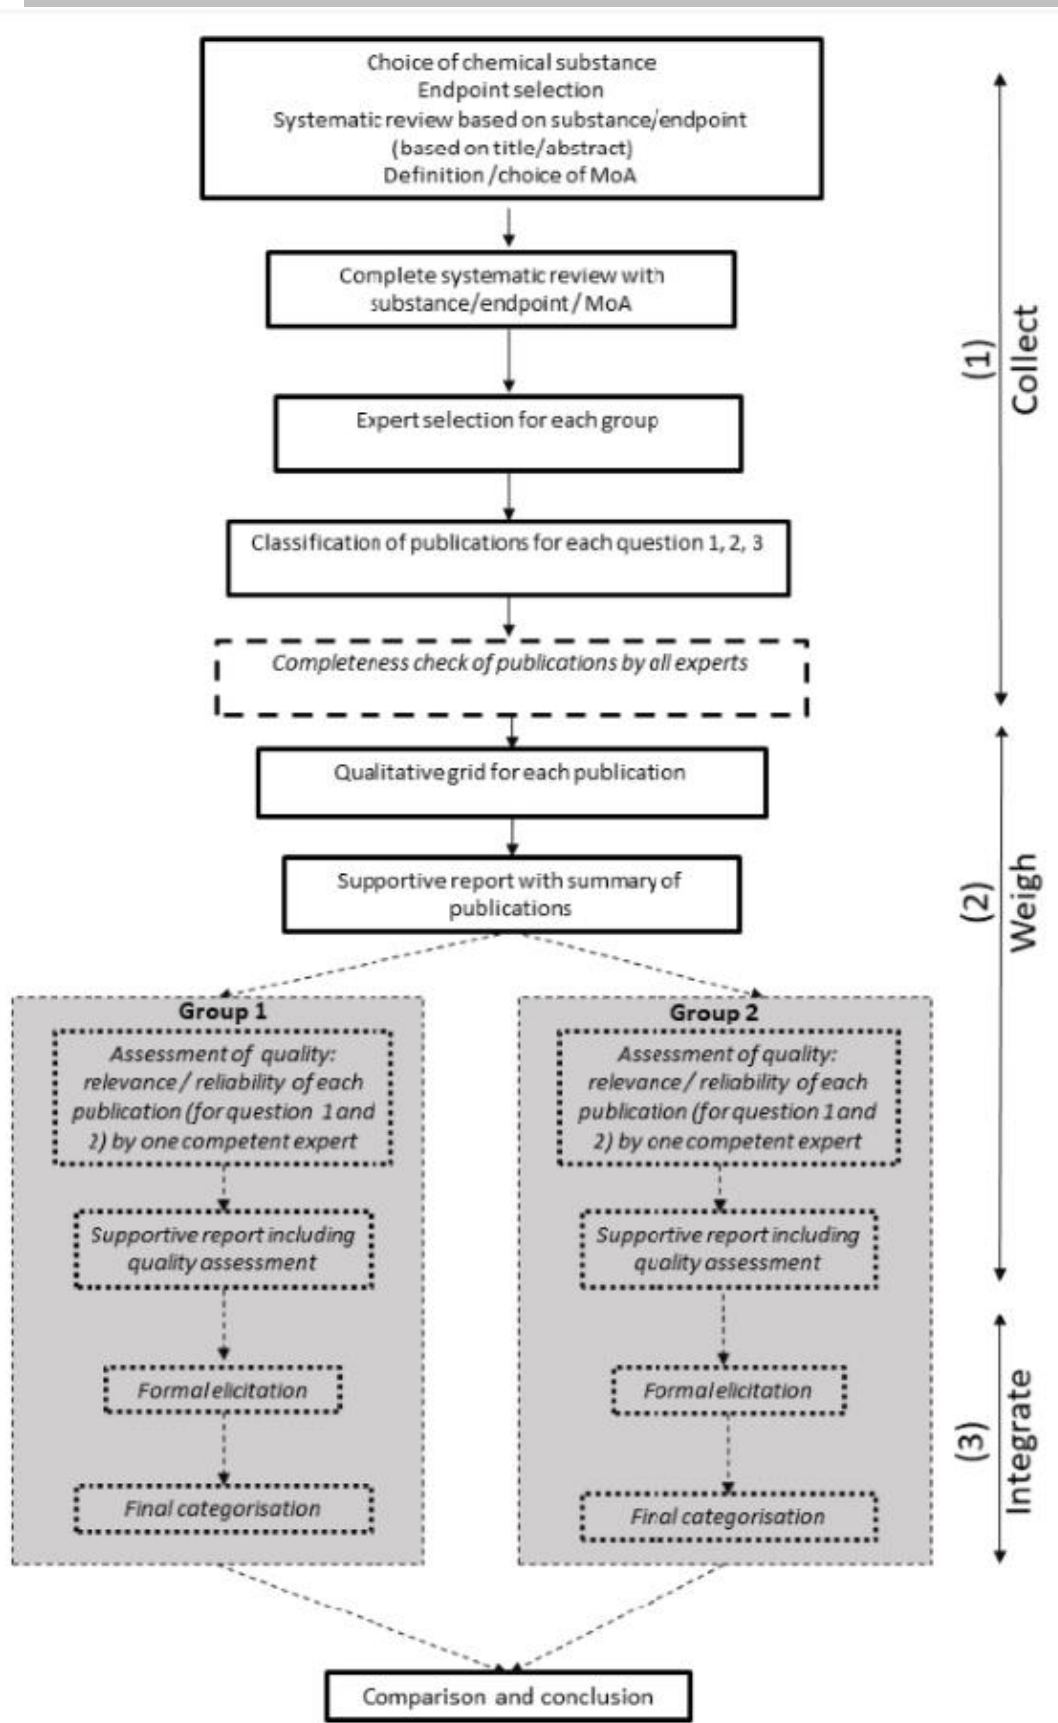 Choice of chemical substance
Endpoint selection
Systematic review based on substance/endpoint
(based on title/abstract)
Definition /choice of MoA
Complete systematic review with
substance/endpoint / MoA
Expert selection for each group
Classification of publications for each question 1, 2, 3
Completeness check of publications by all experts
(1)
Collect
Qualitative grid for each publication
Supportive report with summary of
publications
(2)
Weigh
Group 1
Assessment of quality:
relevance / reliability of each
publication (for question 1 and
2) by one competent expert
Supportive report including
quality assessment
Formal elicitation
Final categorisation
Group 2
Assessment of quality:
relevance / reliability of each
publication (for question 1 and
2) by one competent expert
Supportive report including
quality assessment
Formal elicitation
Final categorisation
(3)
Integrate
Comparison and conclusion